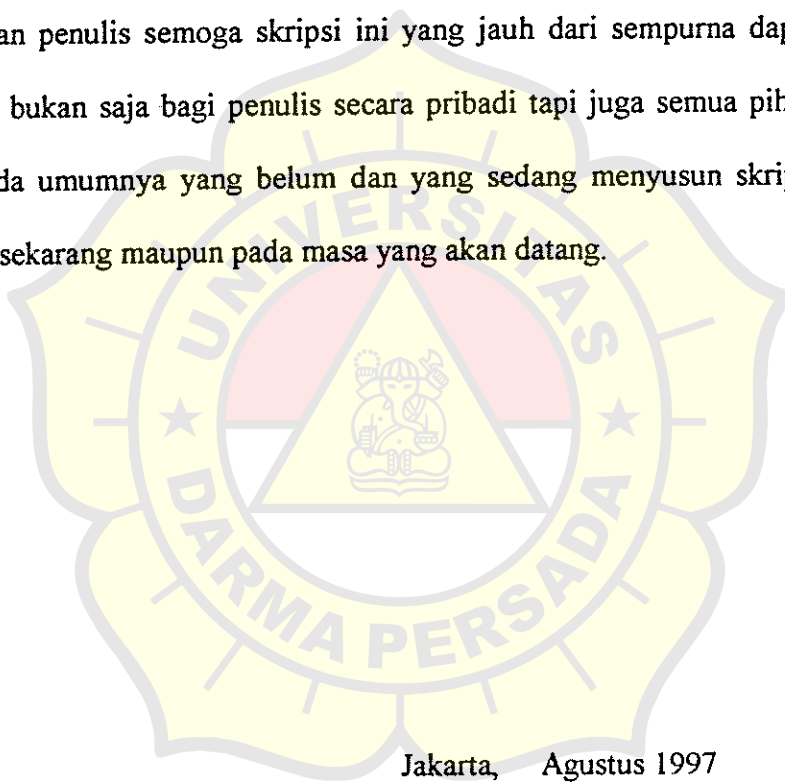 an penulis semoga skripsi ini yang jauh dari sempurna dap
bukan saja bagi penulis secara pribadi tapi juga semua pih
da umumnya yang belum dan yang sedang menyusun skrip
sekarang maupun pada masa yang akan datang.
UNIVERSITAS
DARMA PERSADA
Jakarta, Agustus 1997